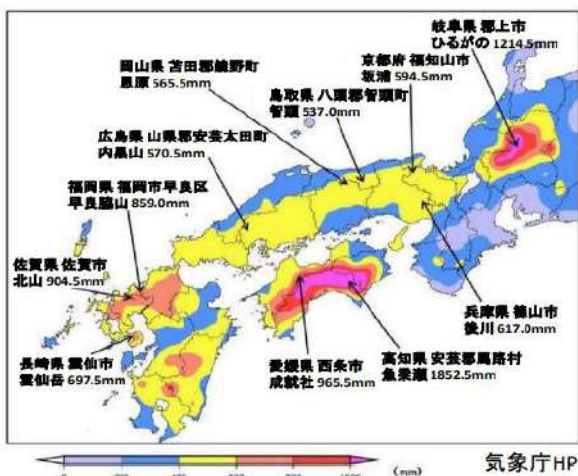 岐阜県 郡上市
ひるがの 1214.5mm
岡山県 苫田郡鏡野町
恩原 565.5mm
京都府 福知山市
坂浦 594.5mm
鳥取県 八頭郡智頭町
智頭 537.0mm
広島県 山県郡安芸太田町
内黒山 570.5mm
福岡県 福岡市早良区
早良脇山 859.0mm
佐賀県 佐賀市
北山 904.5mm
長崎県 雲仙市
雲仙岳 697.5mm
愛媛県 西条市
成就社 965.5mm
高知県 安芸郡馬路村
魚梁瀬 1852.5mm
兵庫県 篠山市
後川 617.0mm
(mm)
気象庁HP